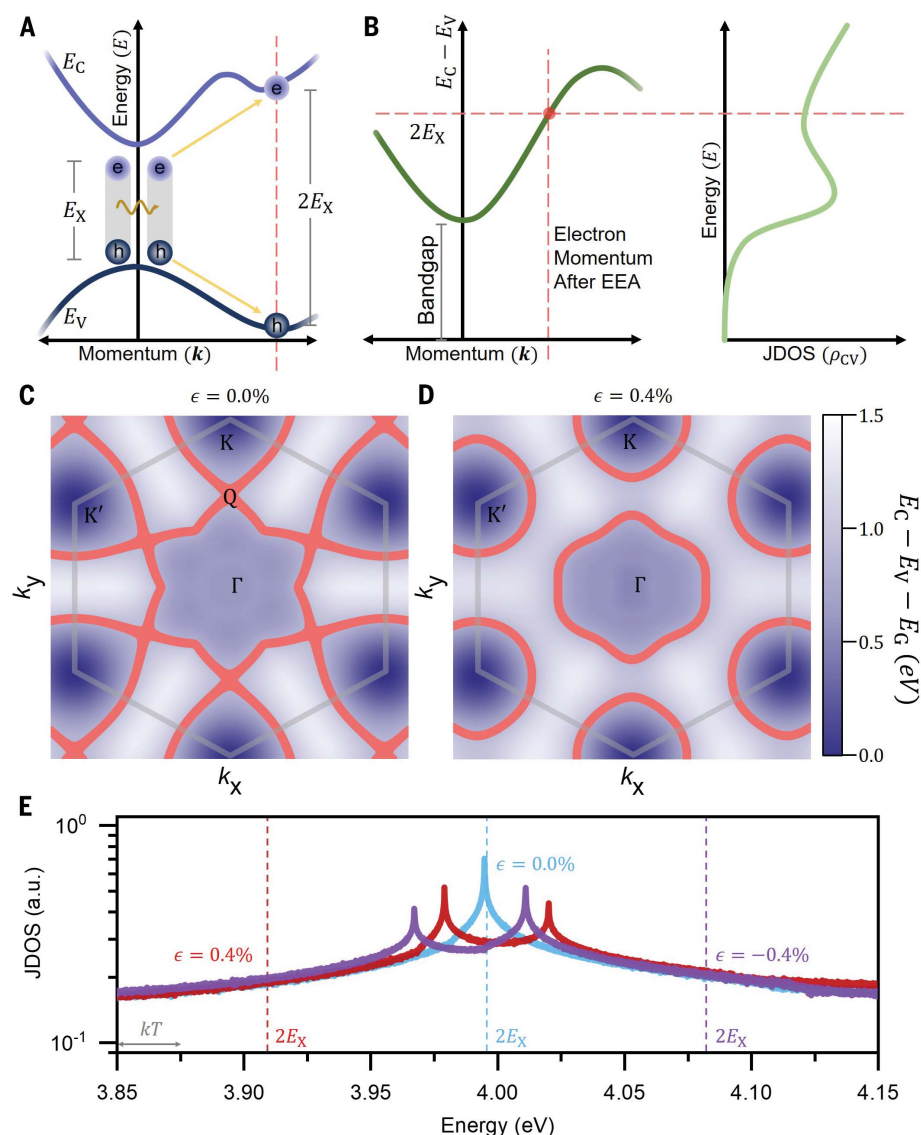 A
Energy (E)
E_C
e
e
e
E_X
2E_X
h
h
E_V
h
Momentum (k)
B
E_C − E_V
2E_X
Bandgap
Electron
Momentum
After EEA
Momentum (k)
Energy (E)
JDOS (ρ_CV)
C
ϵ = 0.0%
K
Q
K′
Γ
k_y
k_x
D
ϵ = 0.4%
K
K′
Γ
k_y
k_x
1.5
1.0
0.5
0.0
E_C − E_V − E_G (eV)
E
10⁰
10⁻¹
JDOS (a.u.)
ϵ = 0.0%
ϵ = 0.4%
ϵ = −0.4%
kT
2E_X
2E_X
2E_X
3.85 3.90 3.95 4.00 4.05 4.10 4.15
Energy (eV)